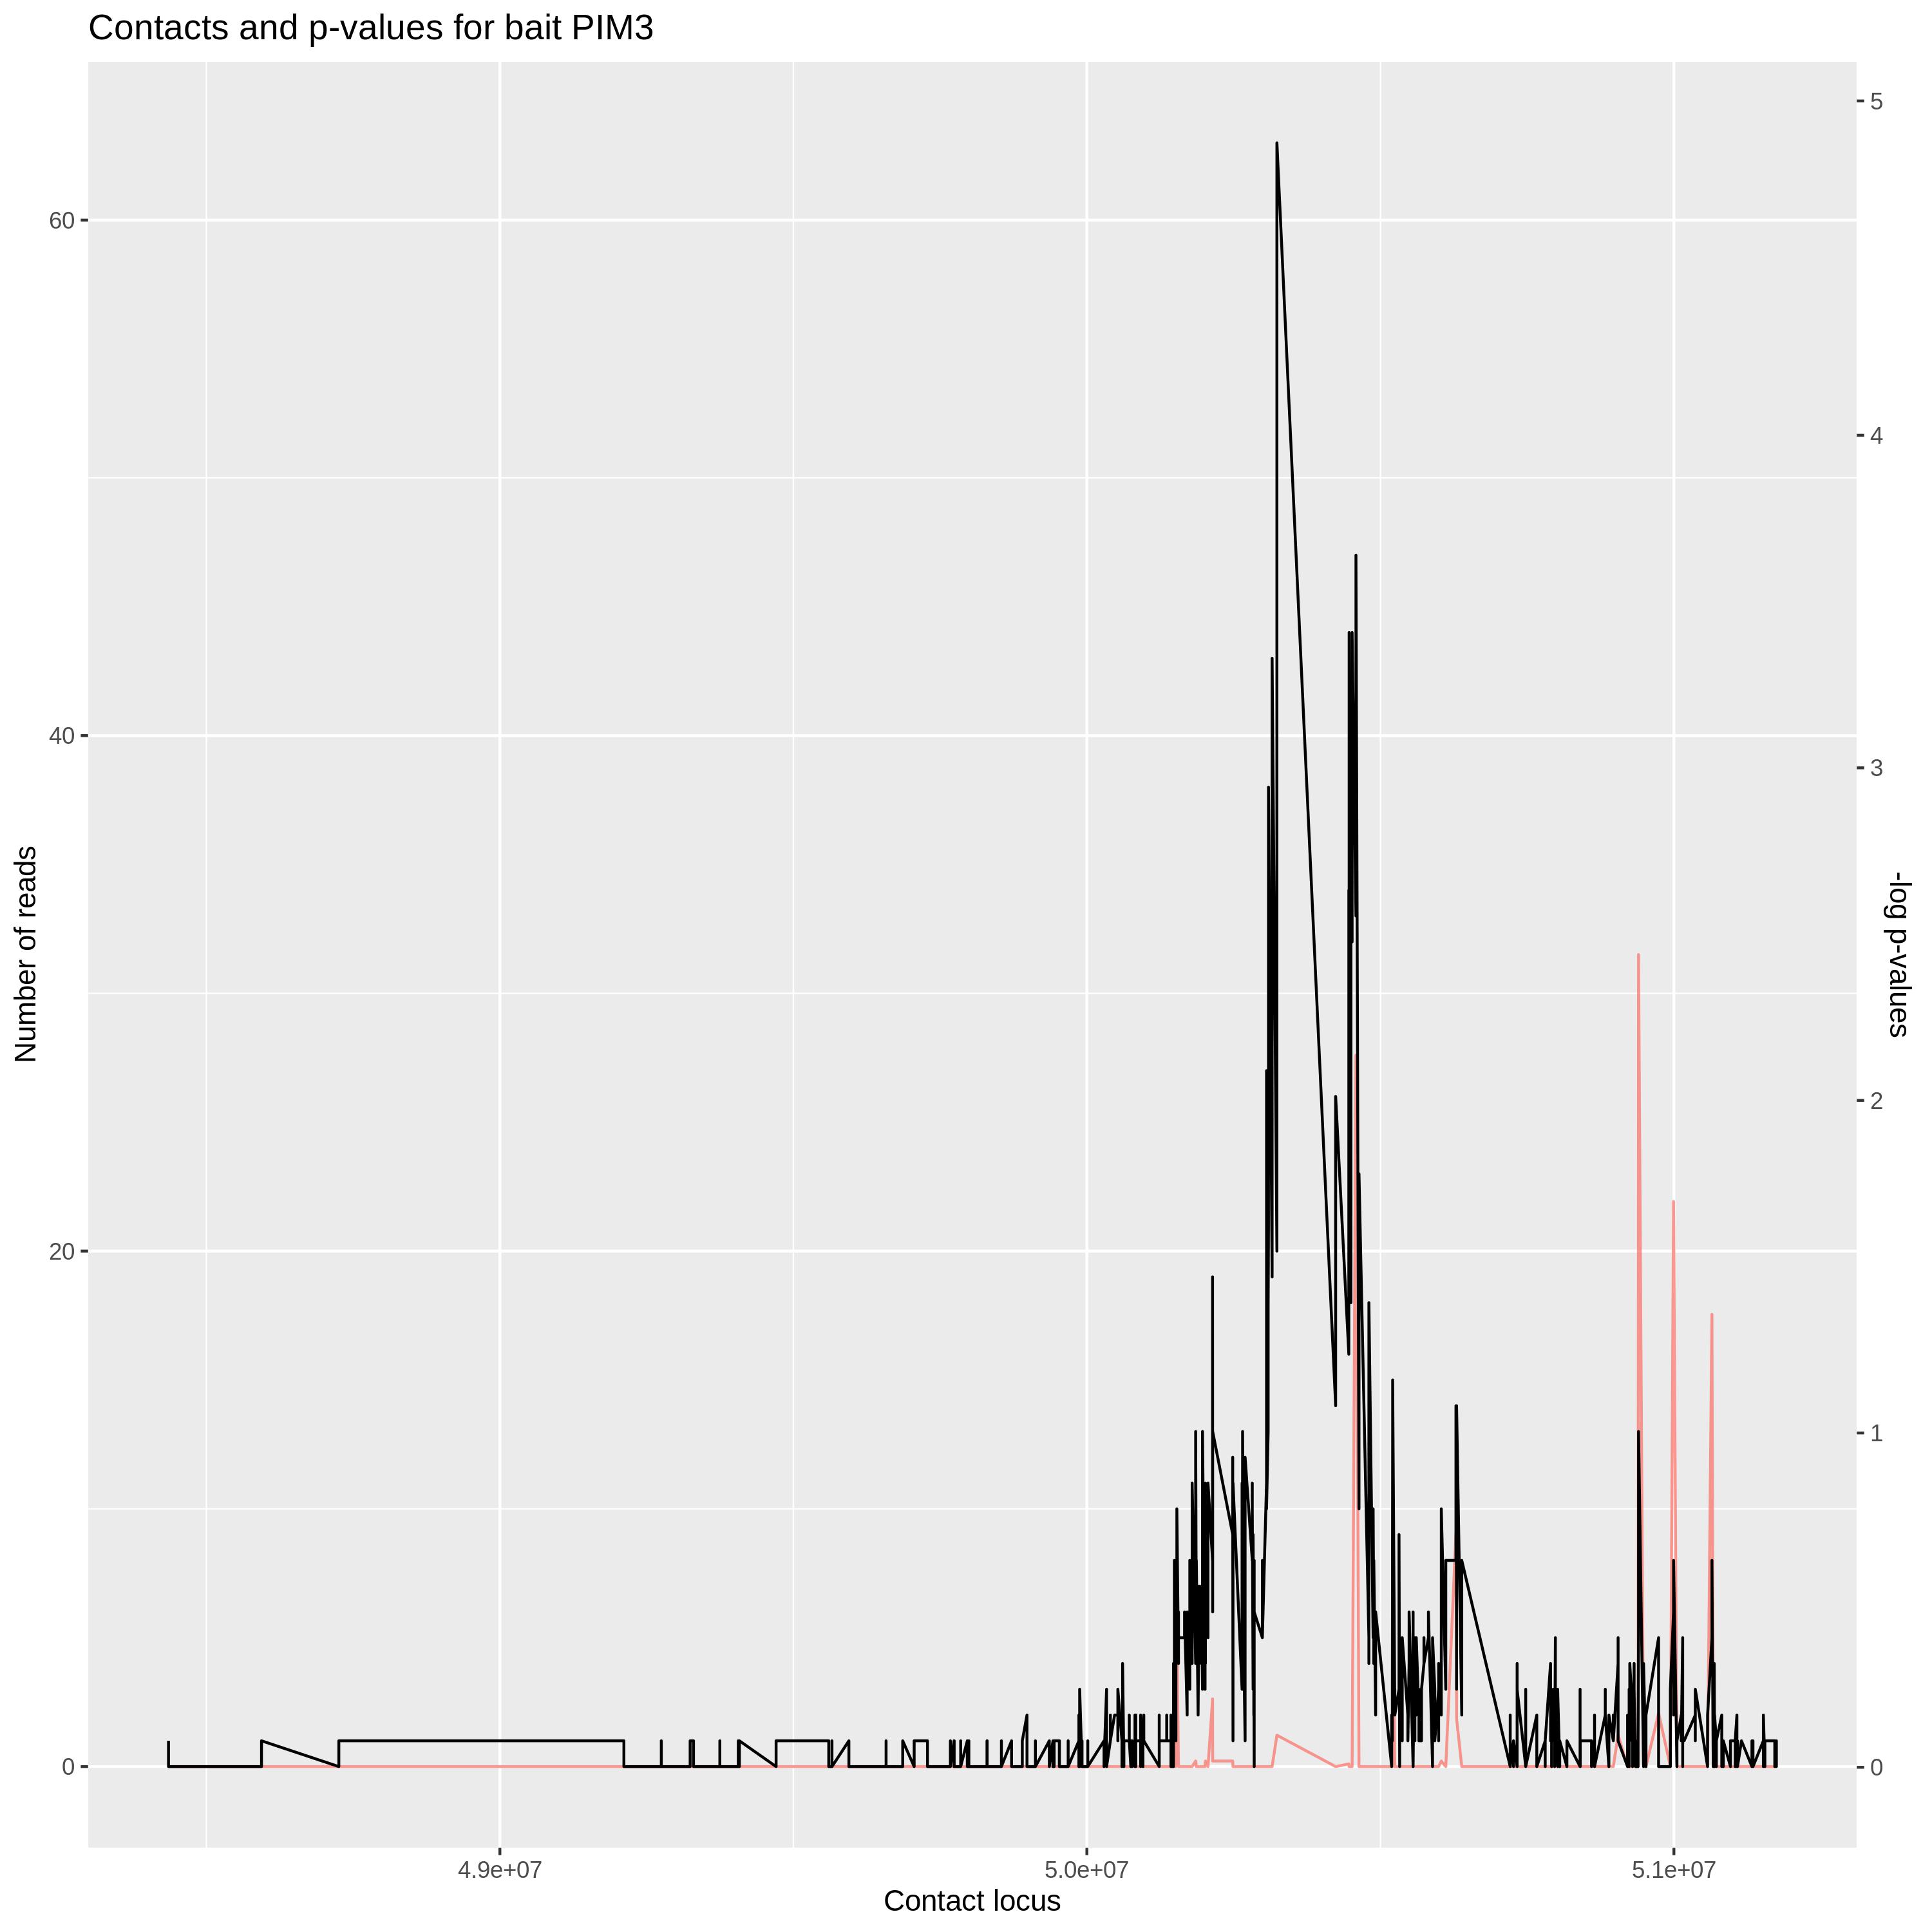 Contacts and p-values for bait PIM3
Number of reads
60
40
20
0
5
4
3
2
1
0
-log p-values
4.9e+07
5.0e+07
5.1e+07
Contact locus